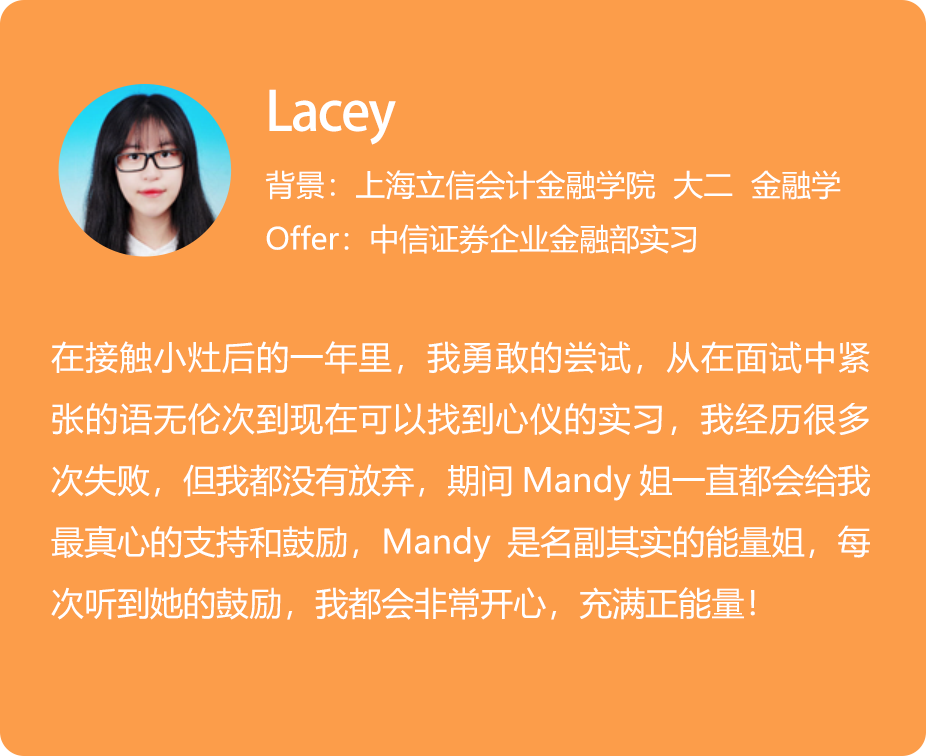 Lacey
背景：上海立信会计金融学院 大二 金融学
Offer：中信证券企业金融部实习
在接触小灶后的一年里，我勇敢的尝试，从在面试中紧
张的语无伦次到现在可以找到心仪的实习，我经历很多
次失败，但我都没有放弃，期间 Mandy 姐一直都会给我
最真心的支持和鼓励，Mandy 是名副其实的能量姐，每
次听到她的鼓励，我都会非常开心，充满正能量！